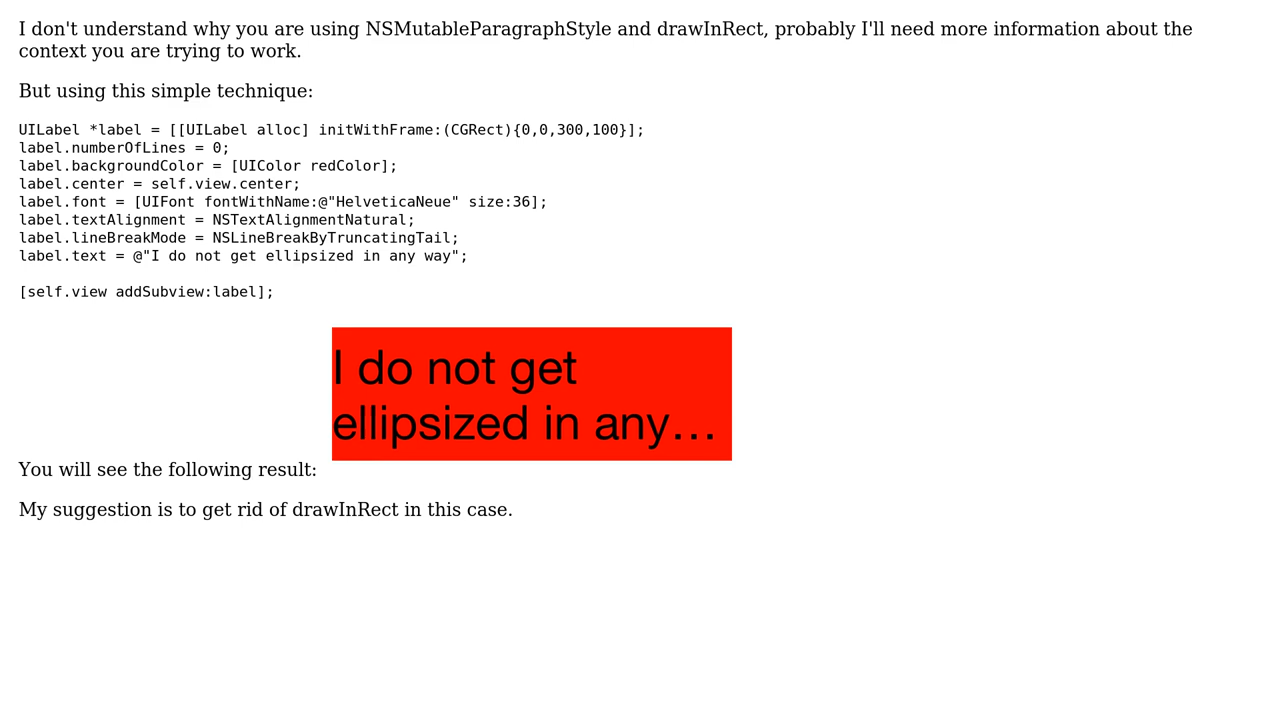 I don't understand why you are using NSMutableParagraphStyle and drawInRect, probably I'll need more information about the
context you are trying to work.
But using this simple technique:
UILabel *label = [[UILabel alloc] initWithFrame:(CGRect){0,0,300,100}];
label.numberOfLines = 0;
label.backgroundColor = [UIColor redColor];
label.center = self.view.center;
label.font = [UIFont fontWithName:@"HelveticaNeue" size:36];
label.textAlignment = NSTextAlignmentNatural;
label.lineBreakMode = NSLineBreakByTruncatingTail;
label.text = @"I do not get ellipsized in any way";
[self.view addSubview:label];
I do not get
ellipsized in any…
You will see the following result:
My suggestion is to get rid of drawInRect in this case.